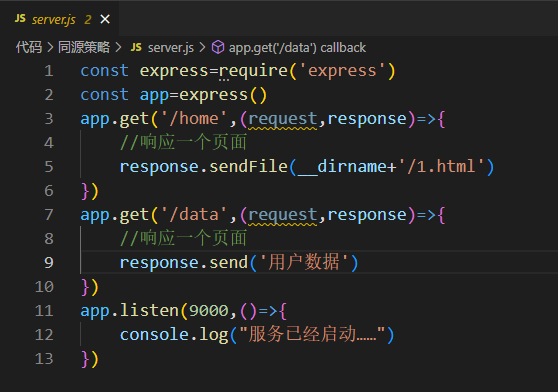 JS server.js 2 ×
代码 > 同源策略 > JS server.js > app.get('/data') callback
1 const express=require('express')
2 const app=express()
3 app.get('/home',(request,response)=>{
4 //响应一个页面
5 response.sendFile(__dirname+'/1.html')
6 })
7 app.get('/data',(request,response)=>{
8 //响应一个页面
9 response.send('用户数据')
10 })
11 app.listen(9000,()=>{
12 console.log("服务已经启动……")
13 })